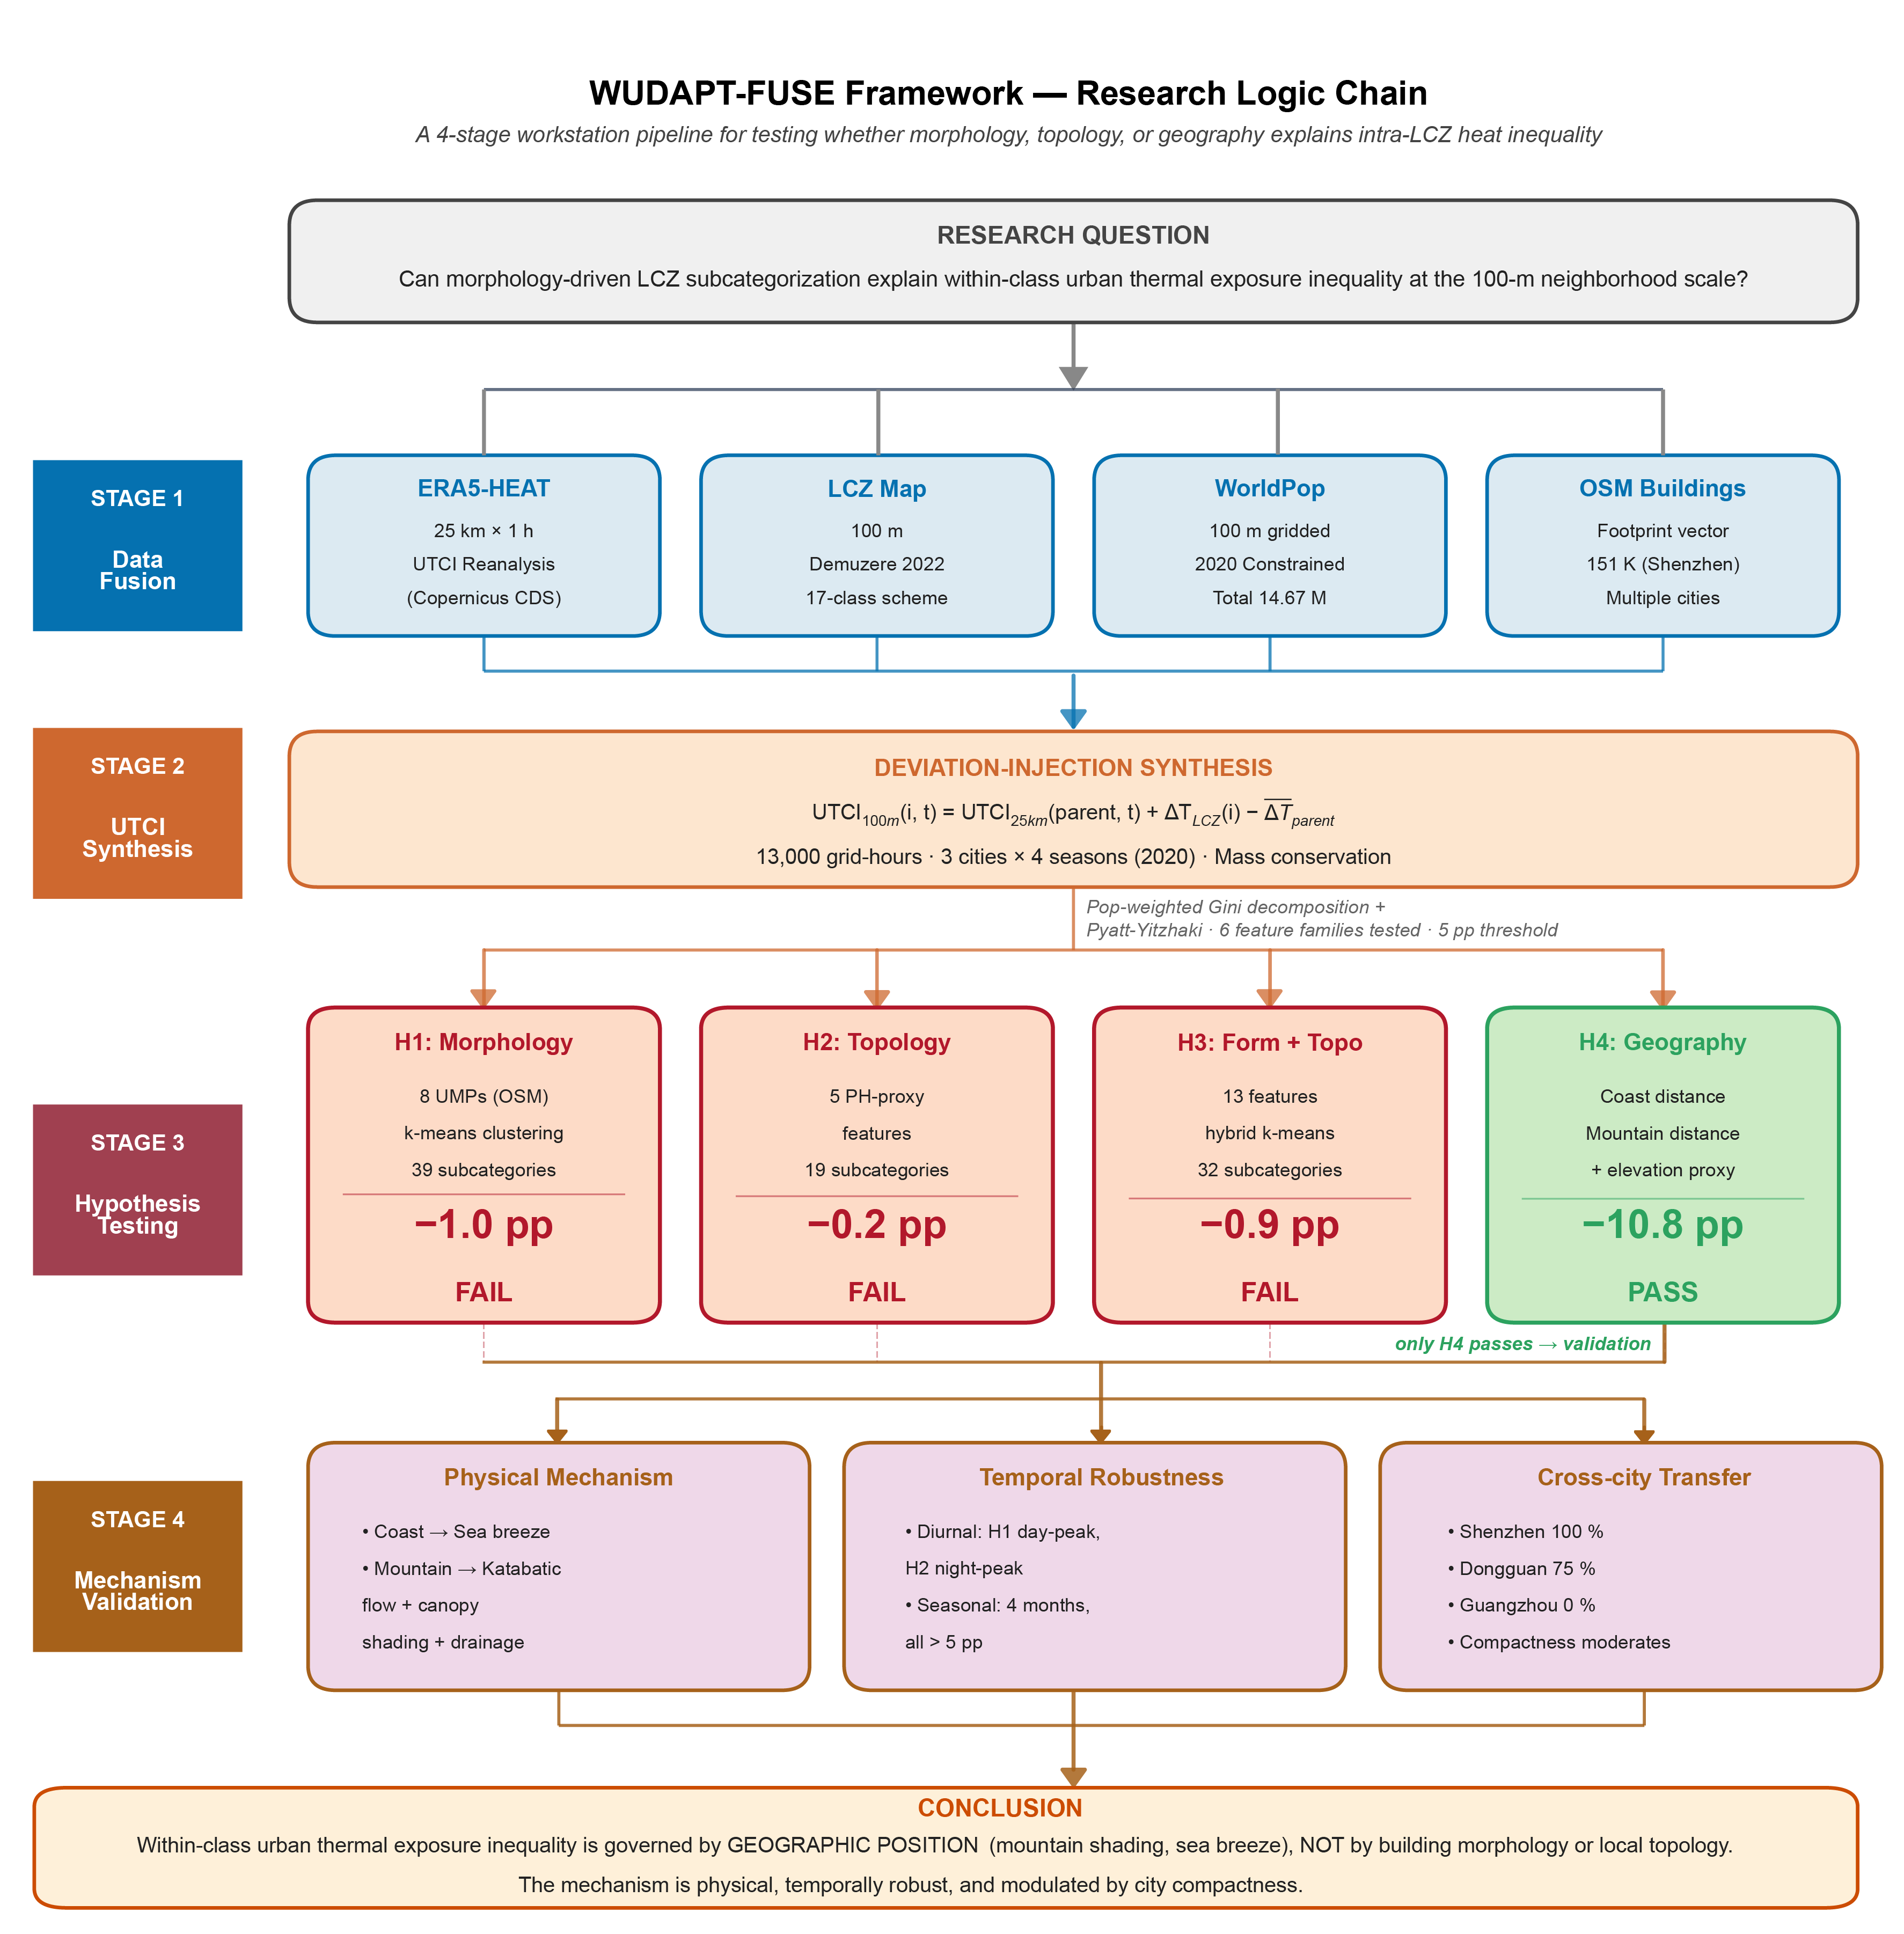 WUDAPT-FUSE Framework — Research Logic Chain
A 4-stage workstation pipeline for testing whether morphology, topology, or geography explains intra-LCZ heat inequality
RESEARCH QUESTION
Can morphology-driven LCZ subcategorization explain within-class urban thermal exposure inequality at the 100-m neighborhood scale?
STAGE 1
Data
Fusion
ERA5-HEAT
25 km × 1 h
UTCI Reanalysis
(Copernicus CDS)
LCZ Map
100 m
Demuzere 2022
17-class scheme
WorldPop
100 m gridded
2020 Constrained
Total 14.67 M
OSM Buildings
Footprint vector
151 K (Shenzhen)
Multiple cities
STAGE 2
UTCI
Synthesis
DEVIATION-INJECTION SYNTHESIS
UTCI₁₀₀ₘ(i, t) = UTCI₂₅ₖₘ(parent, t) + ΔT_LCZ(i) − \overline{ΔT}_parent
13,000 grid-hours · 3 cities × 4 seasons (2020) · Mass conservation
Pop-weighted Gini decomposition +
Pyatt-Yitzhaki · 6 feature families tested · 5 pp threshold
STAGE 3
Hypothesis
Testing
H1: Morphology
8 UMPs (OSM)
k-means clustering
39 subcategories
−1.0 pp
FAIL
H2: Topology
5 PH-proxy
features
19 subcategories
−0.2 pp
FAIL
H3: Form + Topo
13 features
hybrid k-means
32 subcategories
−0.9 pp
FAIL
H4: Geography
Coast distance
Mountain distance
+ elevation proxy
−10.8 pp
PASS
only H4 passes → validation
STAGE 4
Mechanism
Validation
Physical Mechanism
• Coast → Sea breeze
• Mountain → Katabatic
flow + canopy
shading + drainage
Temporal Robustness
• Diurnal: H1 day-peak,
H2 night-peak
• Seasonal: 4 months,
all > 5 pp
Cross-city Transfer
• Shenzhen 100 %
• Dongguan 75 %
• Guangzhou 0 %
• Compactness moderates
CONCLUSION
Within-class urban thermal exposure inequality is governed by GEOGRAPHIC POSITION (mountain shading, sea breeze), NOT by building morphology or local topology.
The mechanism is physical, temporally robust, and modulated by city compactness.